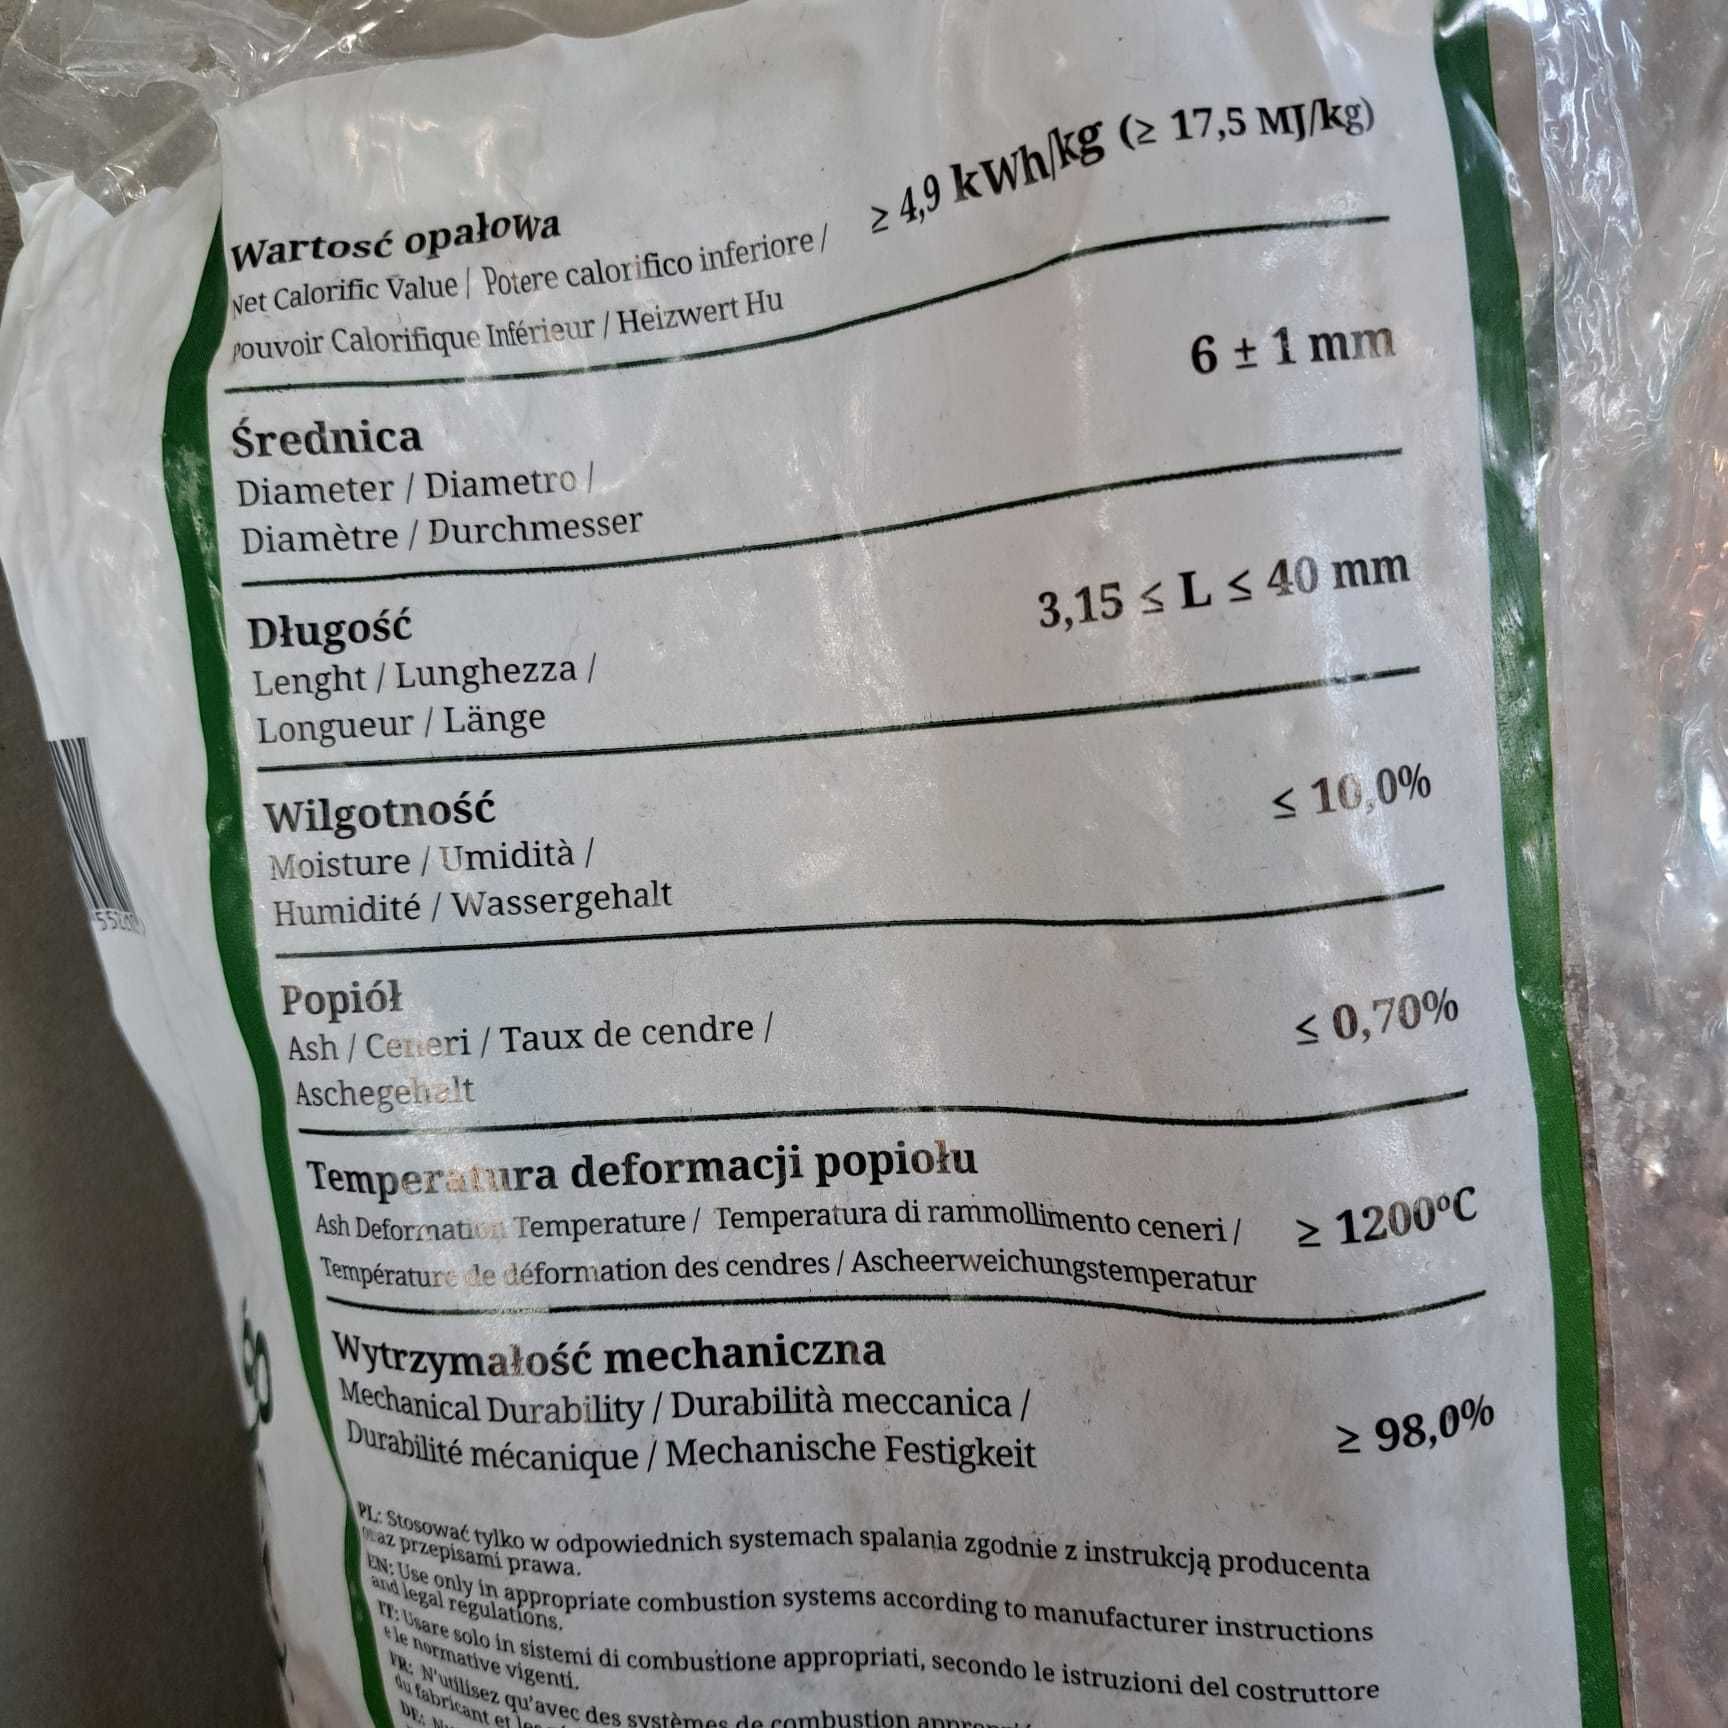 Wartosć opałowa
Net Calorific Value / Potere calorifico inferiore /
Pouvoir Calorifique Inférieur / Heizwert Hu
≥ 4,9 kWh/kg (≥ 17,5 MJ/kg)
Średnica
Diameter / Diametro /
Diamètre / Durchmesser
6 ± 1 mm
Długość
Lenght / Lunghezza /
Longueur / Länge
3,15 ≤ L ≤ 40 mm
Wilgotność
Moisture / Umidità /
Humidité / Wassergehalt
≤ 10,0%
Popiół
Ash / Ceneri / Taux de cendre /
Aschegehalt
≤ 0,70%
Temperatura deformacji popiołu
Ash Deformation Temperature / Temperatura di rammollimento ceneri /
Température de déformation des cendres / Ascheerweichungstemperatur
≥ 1200ºC
Wytrzymałość mechaniczna
Mechanical Durability / Durabilità meccanica /
Durabilité mécanique / Mechanische Festigkeit
≥ 98,0%
PL: Stosować tylko w odpowiednich systemach spalania zgodnie z instrukcją producenta
oraz przepisami prawa.
EN: Use only in appropriate combustion systems according to manufacturer instructions
and legal regulations.
IT: Usare solo in sistemi di combustione appropriati, secondo le istruzioni del costruttore
e le normative vigenti.
FR: N'utilisez qu'avec des systèmes de combustion
du fabricant et
DE: